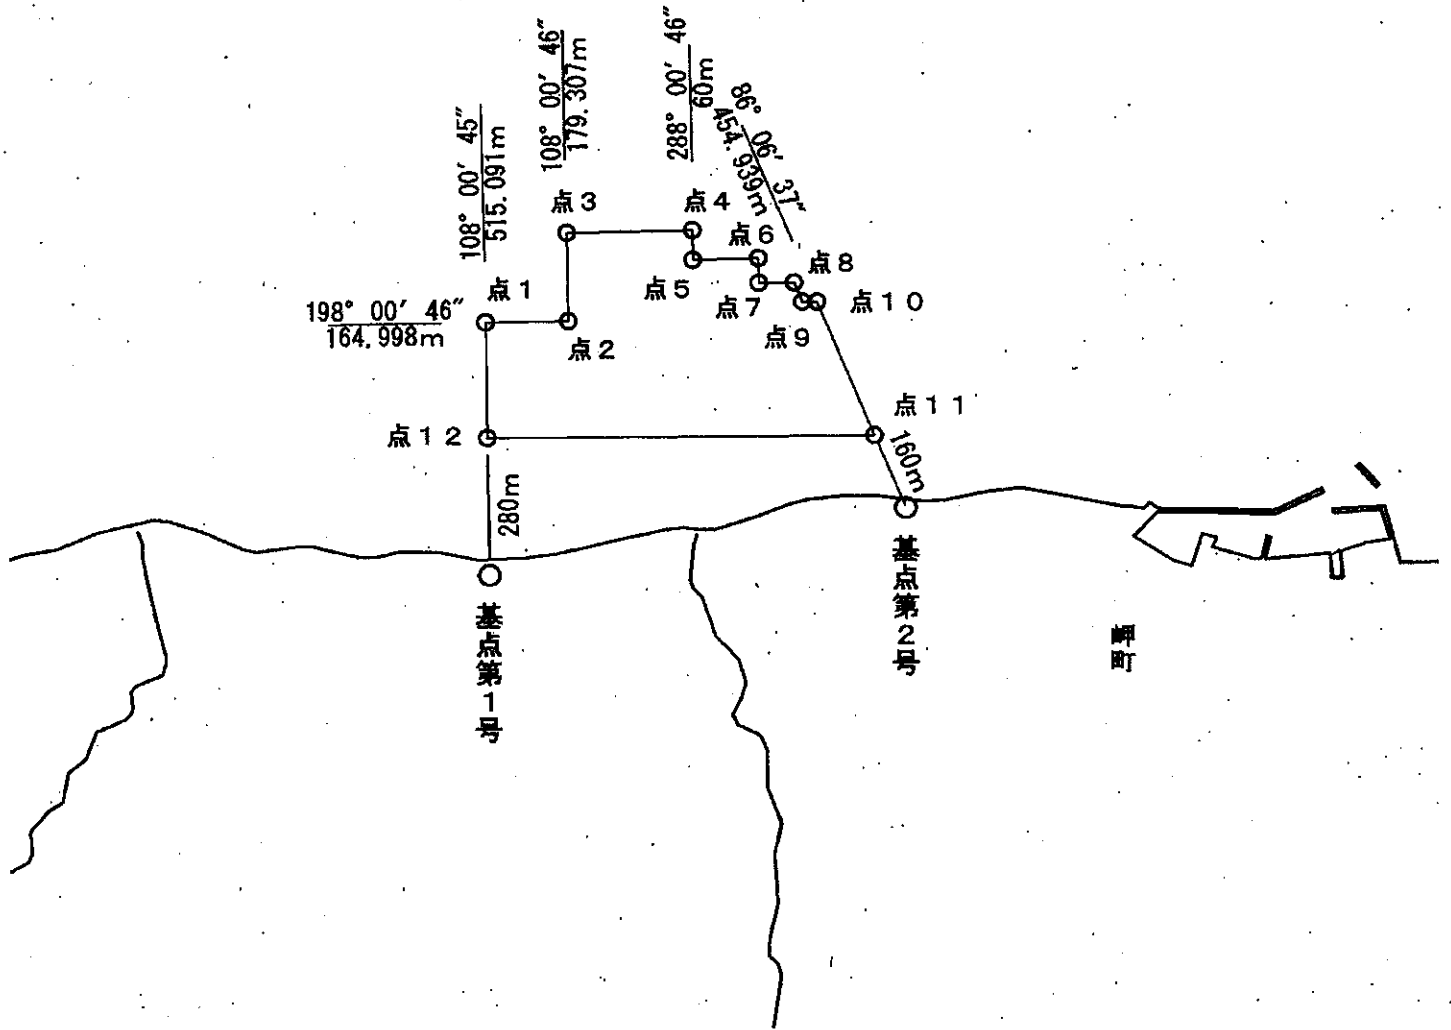 108° 00′ 46″
179.307m
288° 00′ 46″
60m
86° 06′ 37″
454.939m
108° 00′ 45″
515.091m
点3
点4
点6
点8
点5
点7
点10
点1
198° 00′ 46″
164.998m
点2
点9
点11
点12
160m
280m
基点第1号
基点第2号
岬町